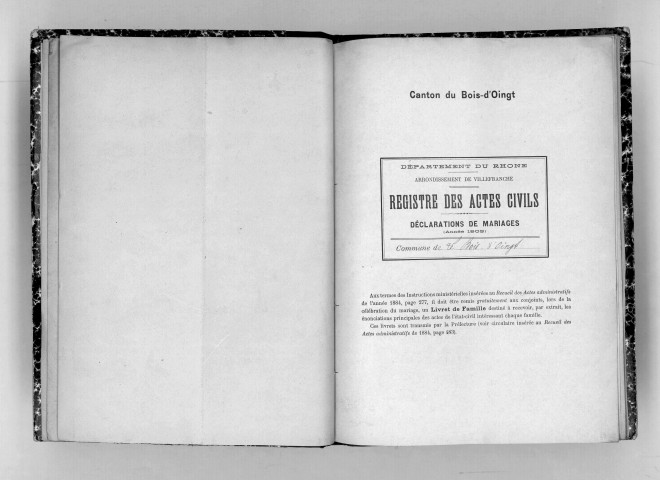 Canton du Bois-d'Oingt
DÉPARTEMENT DU RHONE
ARRONDISSEMENT DE VILLEFRANCHE
REGISTRE DES ACTES CIVILS
DÉCLARATIONS DE MARIAGES
(Année 1909)
Commune de Bois d'Oingt
Aux termes des Instructions ministérielles insérées au Recueil des Actes administratifs
de l'année 1884, page 277, il doit être remis gratuitement aux conjoints, lors de la
célébration du mariage, un Livret de Famille destiné à recevoir, par extrait, les
énonciations principales des actes de l'état-civil intéressant chaque famille.
Ces livrets sont transmis par la Préfecture (voir circulaire insérée au Recueil des
Actes administratifs de 1884, page 283).